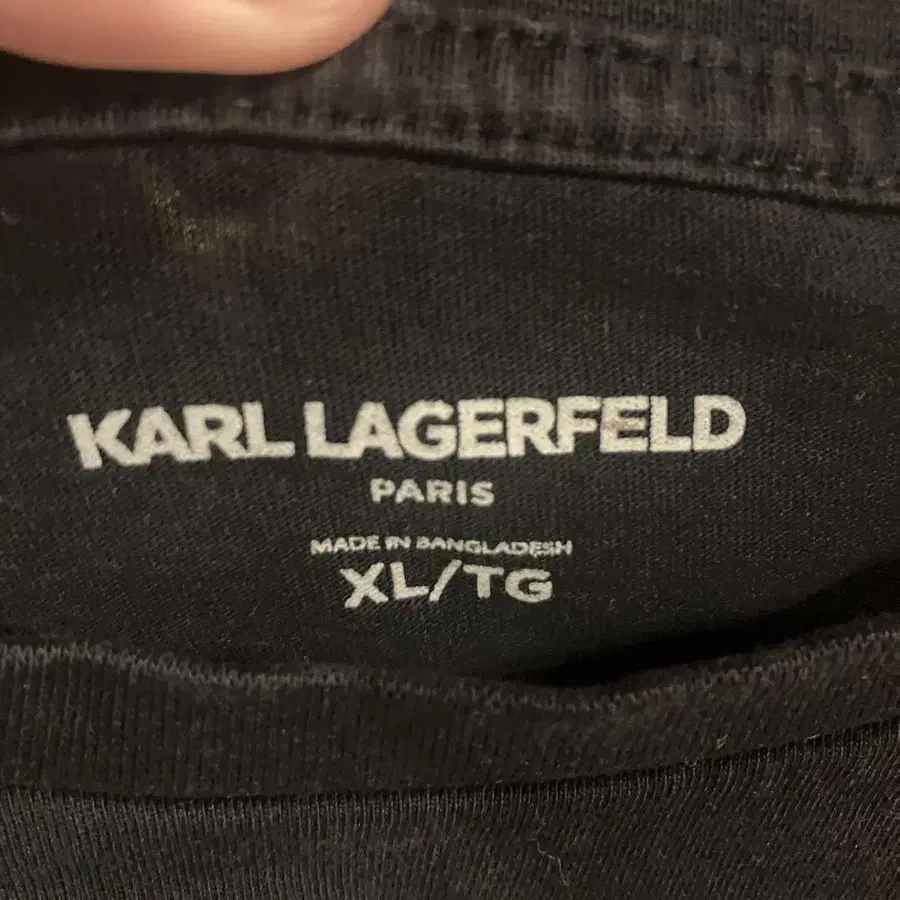 KARL LAGERFELD
PARIS
MADE IN BANGLADESH
XL/TG